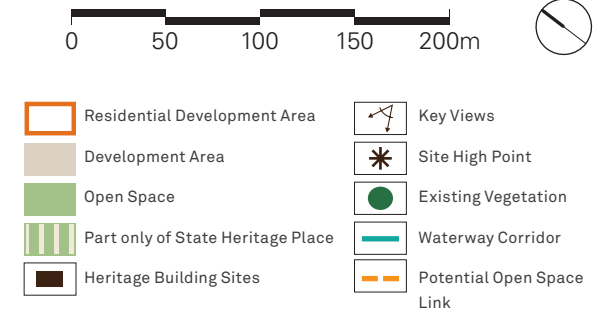 0 50 100 150 200m
Residential Development Area
Development Area
Open Space
Part only of State Heritage Place
Heritage Building Sites
Key Views
Site High Point
Existing Vegetation
Waterway Corridor
Potential Open Space
Link